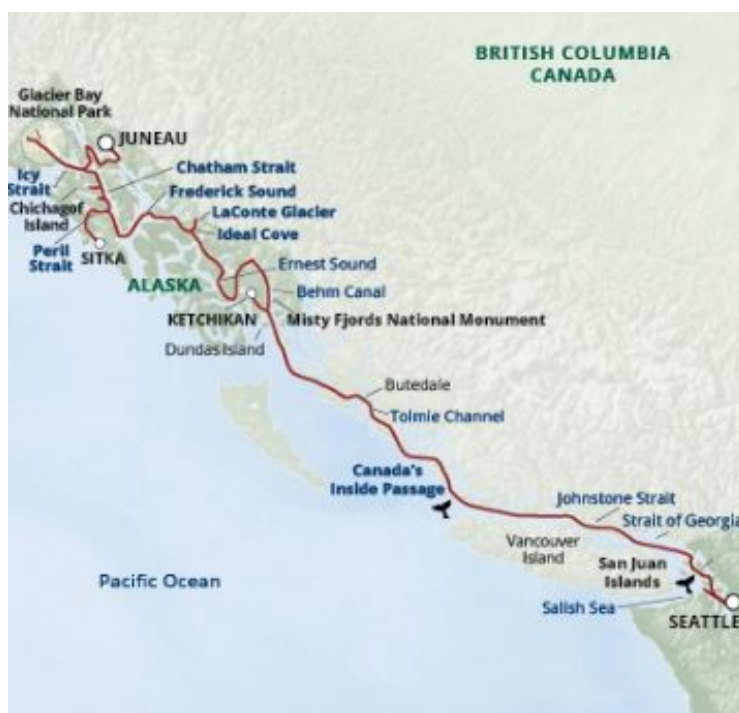 BRITISH COLUMBIA
CANADA
Glacier Bay
National Park
JUNEAU
Chatham Strait
Icy
Strait
Frederick Sound
Chichagof
Island
LaConte Glacier
Ideal Cove
Peril
Strait
SITKA
Ernest Sound
ALASKA
Behm Canal
KETCHIKAN
Misty Fjords National Monument
Dundas Island
Butedale
Tolmie Channel
Canada's
Inside Passage
Johnstone Strait
Strait of Georgia
Vancouver
Island
San Juan
Islands
Pacific Ocean
Salish Sea
SEATTLE